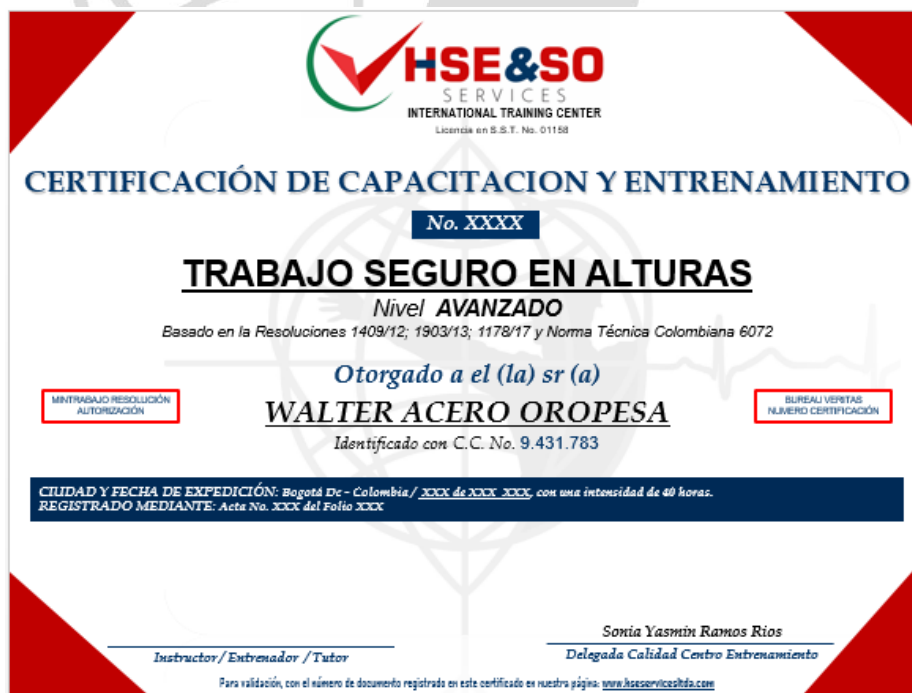 HSE&SO
SERVICES
INTERNATIONAL TRAINING CENTER
Licencia en S.S.T. No. 01158
CERTIFICACIÓN DE CAPACITACION Y ENTRENAMIENTO
No. XXXX
TRABAJO SEGURO EN ALTURAS
Nivel AVANZADO
Basado en la Resoluciones 1409/12; 1903/13; 1178/17 y Norma Técnica Colombiana 6072
Otorgado a el (la) sr (a)
MINTRABAJO RESOLUCIÓN
AUTORIZACIÓN
WALTER ACERO OROPESA
BUREAU VERITAS
NUMERO CERTIFICACIÓN
Identificado con C.C. No. 9.431.783
CIUDAD Y FECHA DE EXPEDICIÓN: Bogotá Dc - Colombia / XXX de XXX XXX, con una intensidad de 40 horas.
REGISTRADO MEDIANTE: Acta No. XXX del Folio XXX
Sonia Yasmin Ramos Rios
Instructor / Entrenador / Tutor
Delegada Calidad Centro Entrenamiento
Para validación, con el número de documento registrado en este certificado en nuestra página: www.hseservicesltda.com